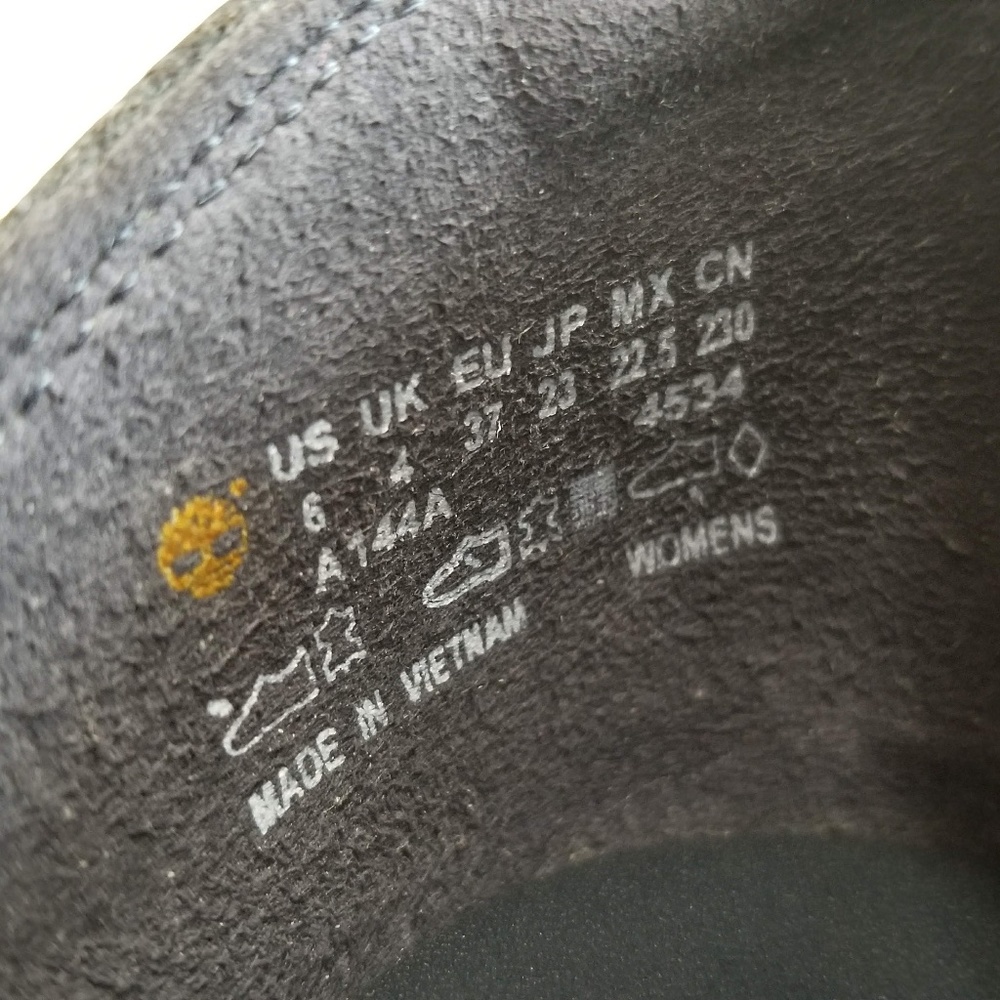 US UK EU JP MX CN
6 4 37 23 22.5 230
A144A 4534
WOMENS
MADE IN VIETNAM